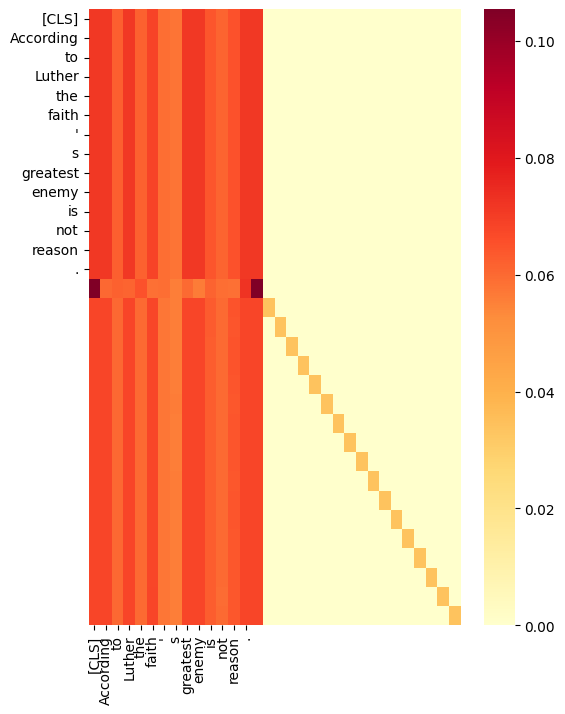 [CLS]
According
to
Luther
the
faith
'
s
greatest
enemy
is
not
reason
.
0.10
0.08
0.06
0.04
0.02
0.00
[CLS]
According
to
Luther
the
faith
'
s
greatest
enemy
is
not
reason
.